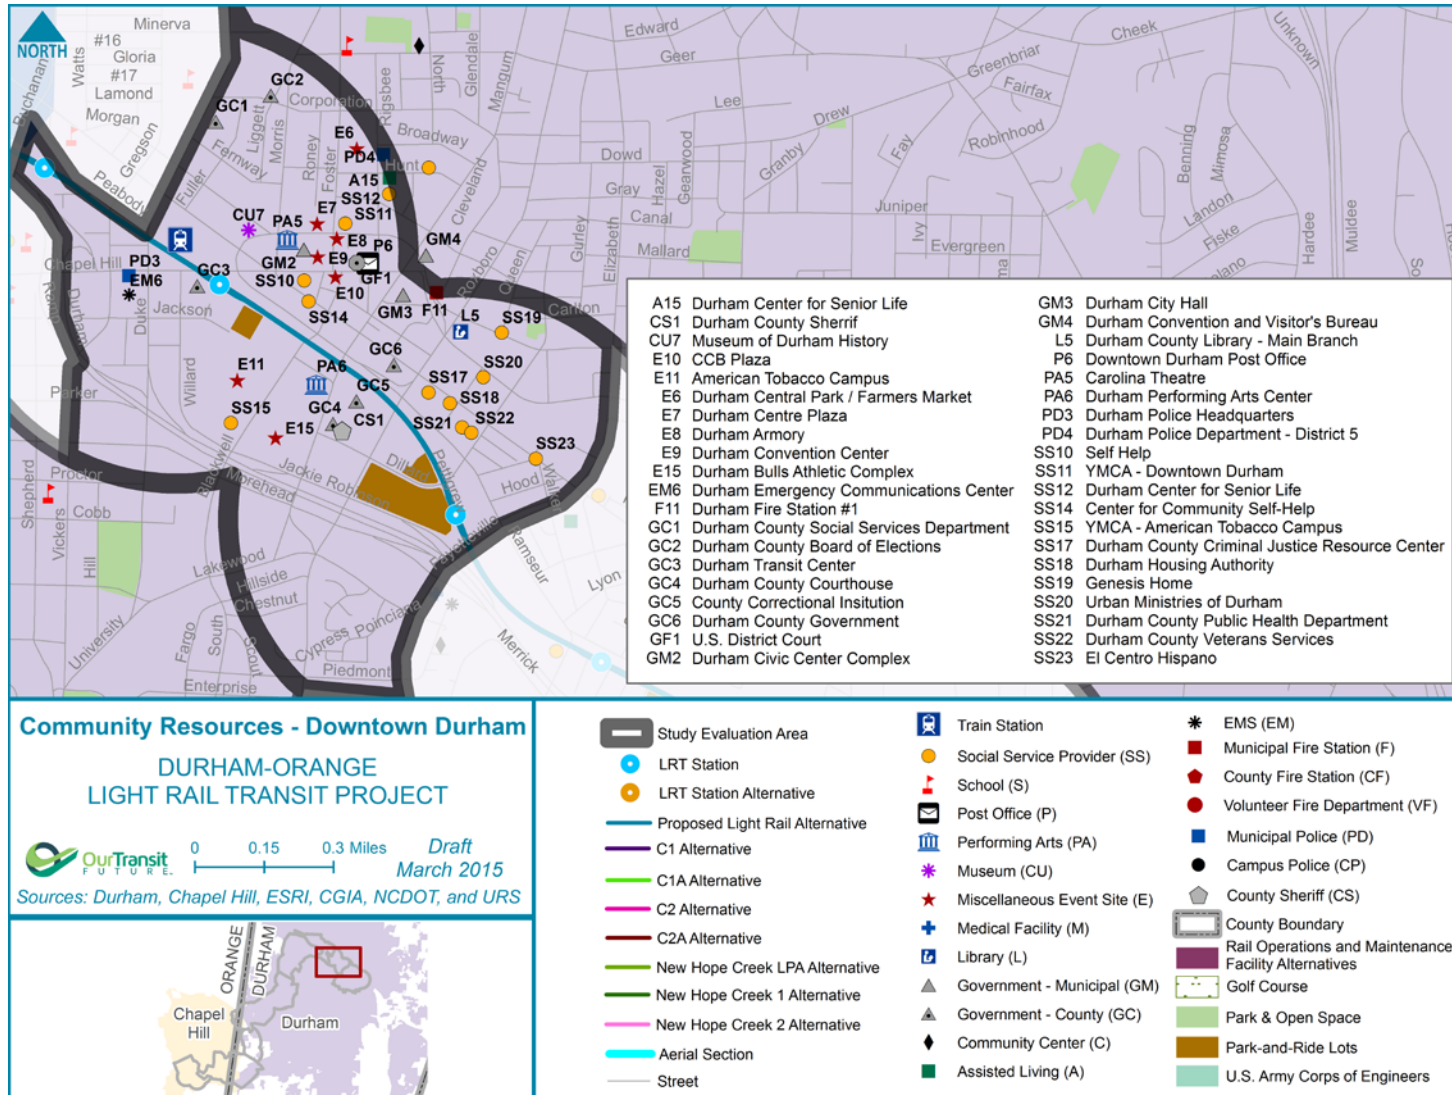 NORTH
Minerva
#16
Gloria
#17
Lamond
Morgan
Watts
Buchanan
Gregson
Peabody
Fuller
Fernway
Liggett
Morris
Corporation
Roney
Foster
Rigsbee
North
Glendale
Mangum
Broadway
Hunt
Cleveland
Roxboro
Queen
Edward
Geer
Lee
Drew
Cheek
Greenbriar
Fairfax
Robinhood
Fay
Granby
Dowd
Gray
Hazel
Gearwood
Canal
Mallard
Gurley
Elizabeth
Juniper
Ivy
Evergreen
Benning
Mimosa
Landon
Fiske
Hardee
Muldee
Unknown
Carlton
Chapel Hill
Duke
Durham
Jackson
Willard
Parker
Proctor
Shepherd
Vickers
Cobb
Hill
Blackwell
Morehead
Jackie Robinson
Dillard
Pettigrew
Fayetteville
Ramseur
Hood
Lyon
Merrick
Lakewood
Hillside
Chestnut
University
Fargo
South
Scout
Cypress
Poinciana
Piedmont
Enterprise
GC2
GC1
E6
PD4
A15
SS12
E7
SS11
CU7
PA5
E8
P6
GM4
GM2
E9
GF1
PD3
EM6
GC3
SS10
E10
SS14
GM3
F11
L5
SS19
GC6
SS20
E11
PA6
GC5
SS17
SS18
SS15
GC4
CS1
SS21
SS22
E15
SS23
A15 Durham Center for Senior Life
CS1 Durham County Sherrif
CU7 Museum of Durham History
E10 CCB Plaza
E11 American Tobacco Campus
E6 Durham Central Park / Farmers Market
E7 Durham Centre Plaza
E8 Durham Armory
E9 Durham Convention Center
E15 Durham Bulls Athletic Complex
EM6 Durham Emergency Communications Center
F11 Durham Fire Station #1
GC1 Durham County Social Services Department
GC2 Durham County Board of Elections
GC3 Durham Transit Center
GC4 Durham County Courthouse
GC5 County Correctional Insitution
GC6 Durham County Government
GF1 U.S. District Court
GM2 Durham Civic Center Complex
GM3 Durham City Hall
GM4 Durham Convention and Visitor's Bureau
L5 Durham County Library - Main Branch
P6 Downtown Durham Post Office
PA5 Carolina Theatre
PA6 Durham Performing Arts Center
PD3 Durham Police Headquarters
PD4 Durham Police Department - District 5
SS10 Self Help
SS11 YMCA - Downtown Durham
SS12 Durham Center for Senior Life
SS14 Center for Community Self-Help
SS15 YMCA - American Tobacco Campus
SS17 Durham County Criminal Justice Resource Center
SS18 Durham Housing Authority
SS19 Genesis Home
SS20 Urban Ministries of Durham
SS21 Durham County Public Health Department
SS22 Durham County Veterans Services
SS23 El Centro Hispano
Community Resources - Downtown Durham
DURHAM-ORANGE
LIGHT RAIL TRANSIT PROJECT
OurTransit
FUTURE
0 0.15 0.3 Miles
Draft
March 2015
Sources: Durham, Chapel Hill, ESRI, CGIA, NCDOT, and URS
ORANGE
DURHAM
Chapel
Hill
Durham
Study Evaluation Area
LRT Station
LRT Station Alternative
Proposed Light Rail Alternative
C1 Alternative
C1A Alternative
C2 Alternative
C2A Alternative
New Hope Creek LPA Alternative
New Hope Creek 1 Alternative
New Hope Creek 2 Alternative
Aerial Section
Street
Train Station
Social Service Provider (SS)
School (S)
Post Office (P)
Performing Arts (PA)
Museum (CU)
Miscellaneous Event Site (E)
Medical Facility (M)
Library (L)
Government - Municipal (GM)
Government - County (GC)
Community Center (C)
Assisted Living (A)
EMS (EM)
Municipal Fire Station (F)
County Fire Station (CF)
Volunteer Fire Department (VF)
Municipal Police (PD)
Campus Police (CP)
County Sheriff (CS)
County Boundary
Rail Operations and Maintenance
Facility Alternatives
Golf Course
Park & Open Space
Park-and-Ride Lots
U.S. Army Corps of Engineers